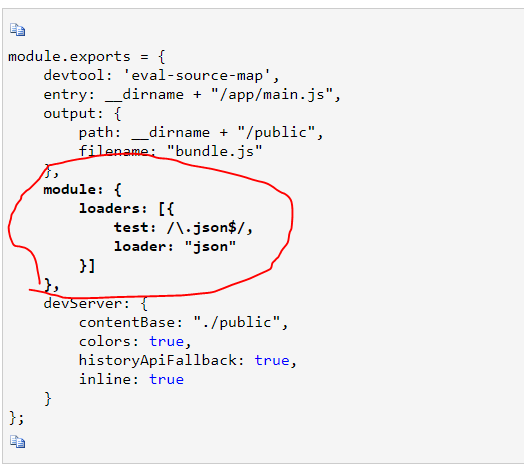 module.exports = {
    devtool: 'eval-source-map',
    entry: __dirname + "/app/main.js",
    output: {
        path: __dirname + "/public",
        filename: "bundle.js"
    },
    module: {
        loaders: [{
            test: /\.json$/,
            loader: "json"
        }]
    },
    devServer: {
        contentBase: "./public",
        colors: true,
        historyApiFallback: true,
        inline: true
    }
};